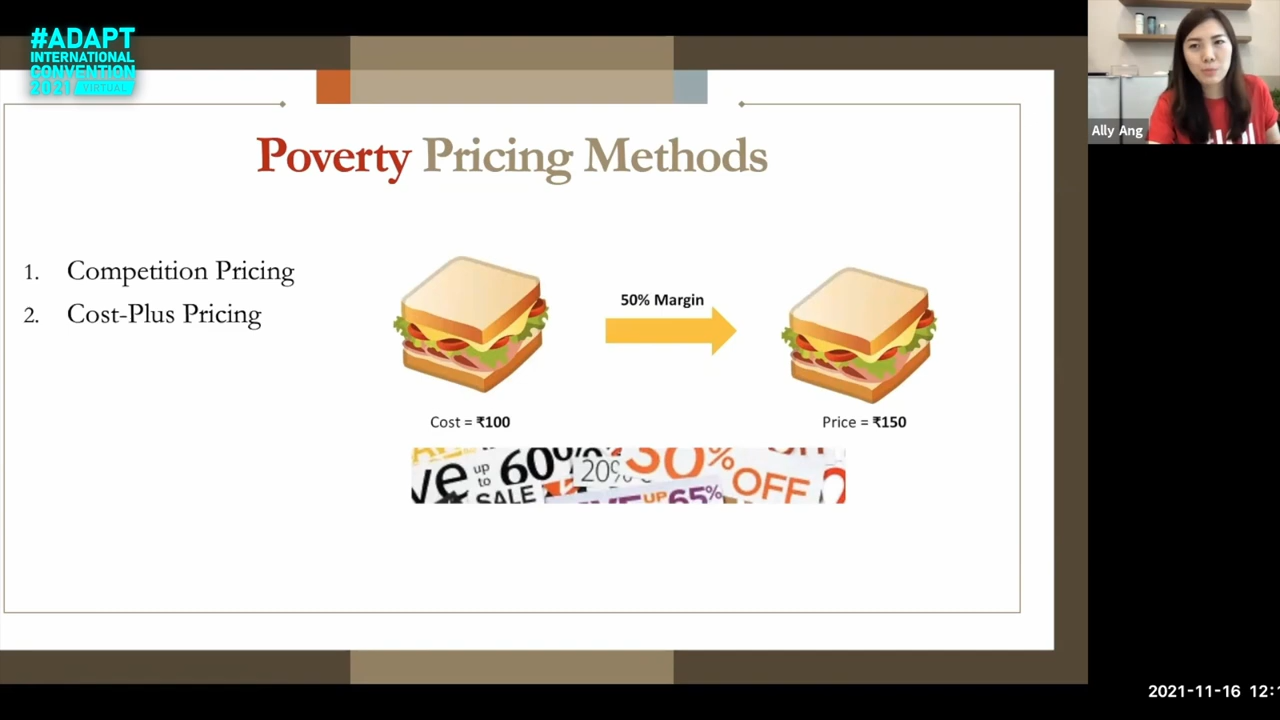 #ADAPT
INTERNATIONAL
CONVENTION
2021 VIRTUAL
Ally Ang
Poverty Pricing Methods
1. Competition Pricing
2. Cost-Plus Pricing
50% Margin
Cost = ₹100
Price = ₹150
up to 60%
20%
50%
SALE
UP 65%
OFF
2021-11-16 12:1